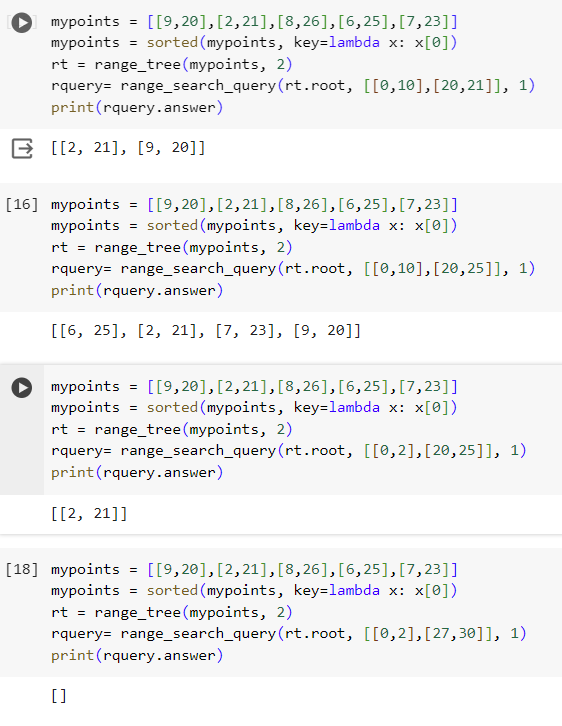 mypoints = [[9,20],[2,21],[8,26],[6,25],[7,23]]
mypoints = sorted(mypoints, key=lambda x: x[0])
rt = range_tree(mypoints, 2)
rquery= range_search_query(rt.root, [[0,10],[20,21]], 1)
print(rquery.answer)
[[2, 21], [9, 20]]
[16] mypoints = [[9,20],[2,21],[8,26],[6,25],[7,23]]
mypoints = sorted(mypoints, key=lambda x: x[0])
rt = range_tree(mypoints, 2)
rquery= range_search_query(rt.root, [[0,10],[20,25]], 1)
print(rquery.answer)
[[6, 25], [2, 21], [7, 23], [9, 20]]
mypoints = [[9,20],[2,21],[8,26],[6,25],[7,23]]
mypoints = sorted(mypoints, key=lambda x: x[0])
rt = range_tree(mypoints, 2)
rquery= range_search_query(rt.root, [[0,2],[20,25]], 1)
print(rquery.answer)
[[2, 21]]
[18] mypoints = [[9,20],[2,21],[8,26],[6,25],[7,23]]
mypoints = sorted(mypoints, key=lambda x: x[0])
rt = range_tree(mypoints, 2)
rquery= range_search_query(rt.root, [[0,2],[27,30]], 1)
print(rquery.answer)
[]